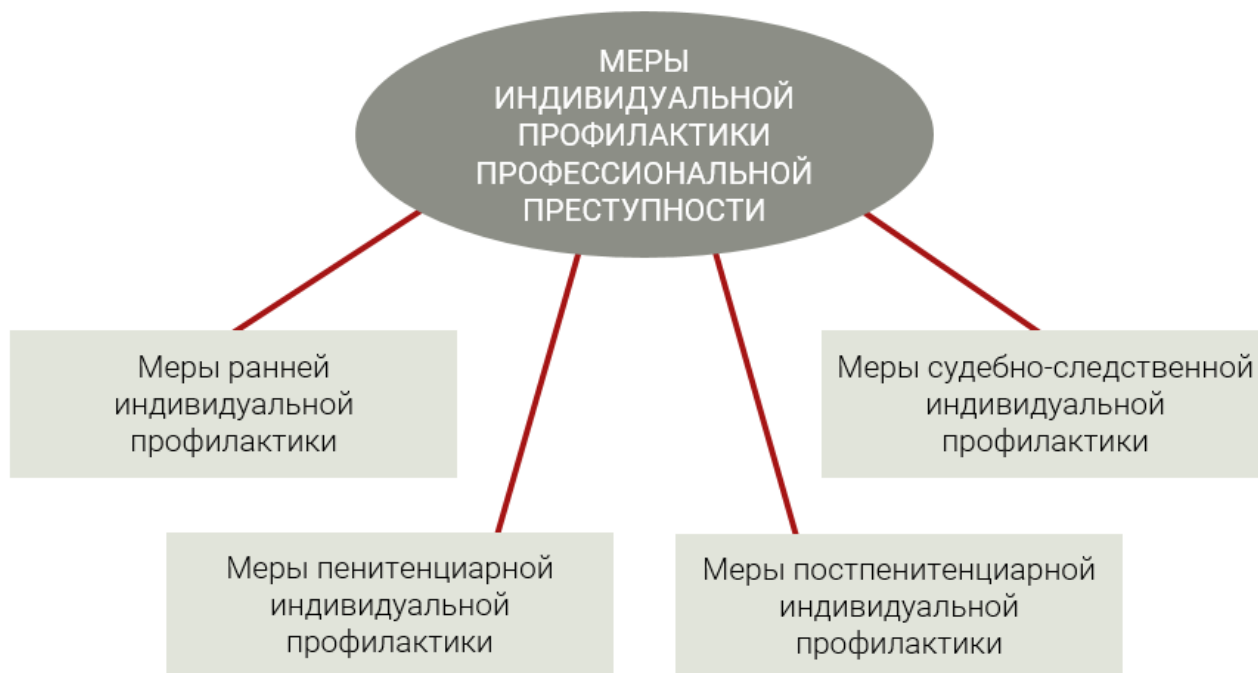 МЕРЫ
ИНДИВИДУАЛЬНОЙ
ПРОФИЛАКТИКИ
ПРОФЕССИОНАЛЬНОЙ
ПРЕСТУПНОСТИ
Меры ранней
индивидуальной
профилактики
Меры судебно-следственной
индивидуальной
профилактики
Меры пенитенциарной
индивидуальной
профилактики
Меры постпенитенциарной
индивидуальной
профилактики